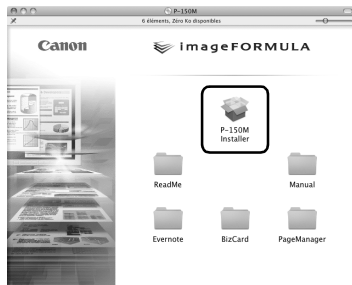 P-150M
6 éléments, Zéro Ko disponibles
Canon
imageFORMULA
P-150M
Installer
ReadMe
Manual
Evernote
BizCard
PageManager